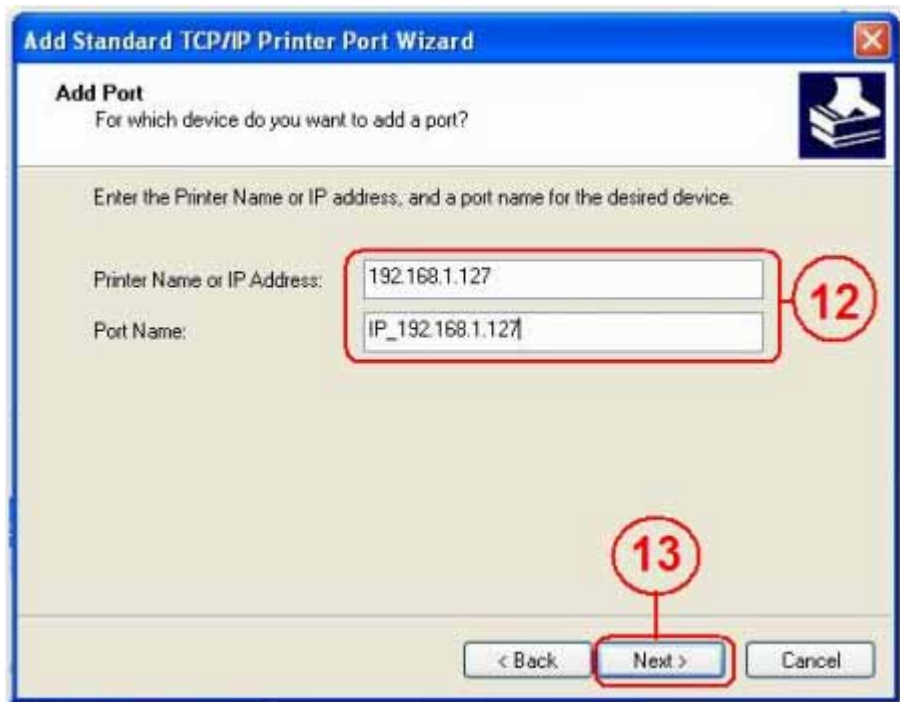 Add Standard TCP/IP Printer Port Wizard
Add Port
For which device do you want to add a port?
Enter the Printer Name or IP address, and a port name for the desired device.
Printer Name or IP Address: 192.168.1.127
12
Port Name: IP_192.168.1.127
13
< Back Next > Cancel